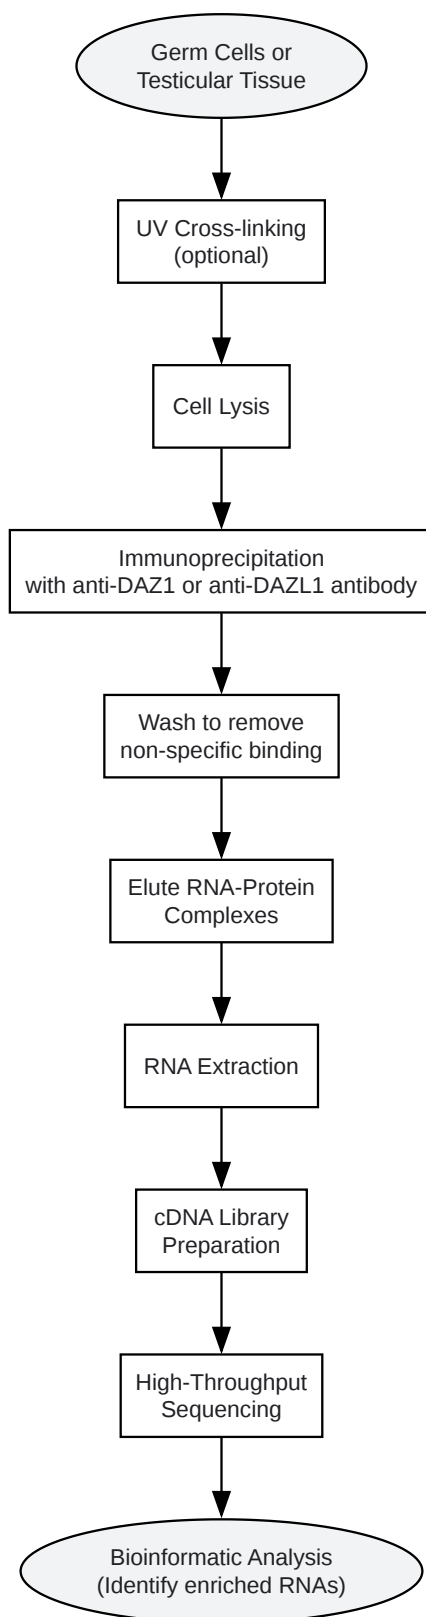 Germ Cells or
Testicular Tissue
UV Cross-linking
(optional)
Cell Lysis
Immunoprecipitation
with anti-DAZ1 or anti-DAZL1 antibody
Wash to remove
non-specific binding
Elute RNA-Protein
Complexes
RNA Extraction
cDNA Library
Preparation
High-Throughput
Sequencing
Bioinformatic Analysis
(Identify enriched RNAs)